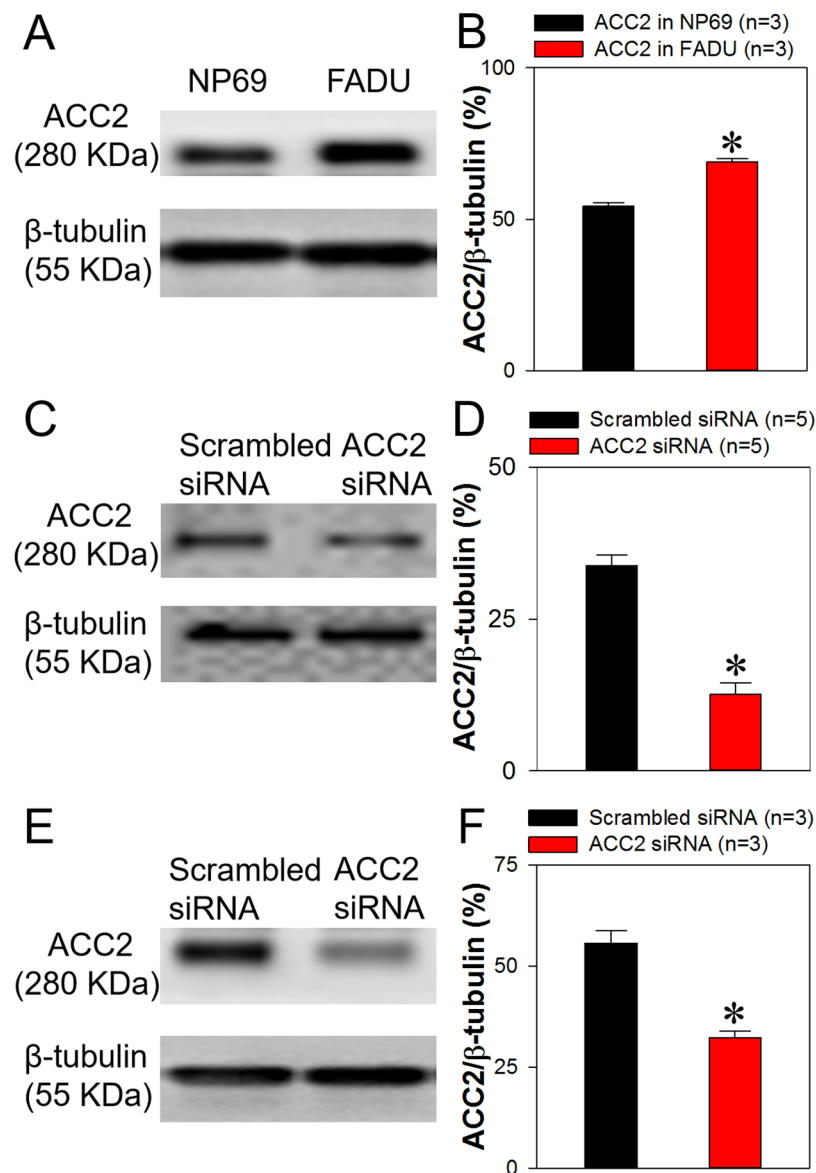 A
NP69 FADU
ACC2
(280 KDa)
β-tubulin
(55 KDa)
B
ACC2 in NP69 (n=3)
ACC2 in FADU (n=3)
ACC2/β-tubulin (%)
100
50
0
*
C
Scrambled ACC2
siRNA siRNA
ACC2
(280 KDa)
β-tubulin
(55 KDa)
D
Scrambled siRNA (n=5)
ACC2 siRNA (n=5)
ACC2/β-tubulin (%)
50
25
0
*
E
Scrambled ACC2
siRNA siRNA
ACC2
(280 KDa)
β-tubulin
(55 KDa)
F
Scrambled siRNA (n=3)
ACC2 siRNA (n=3)
ACC2/β-tubulin (%)
75
50
25
0
*